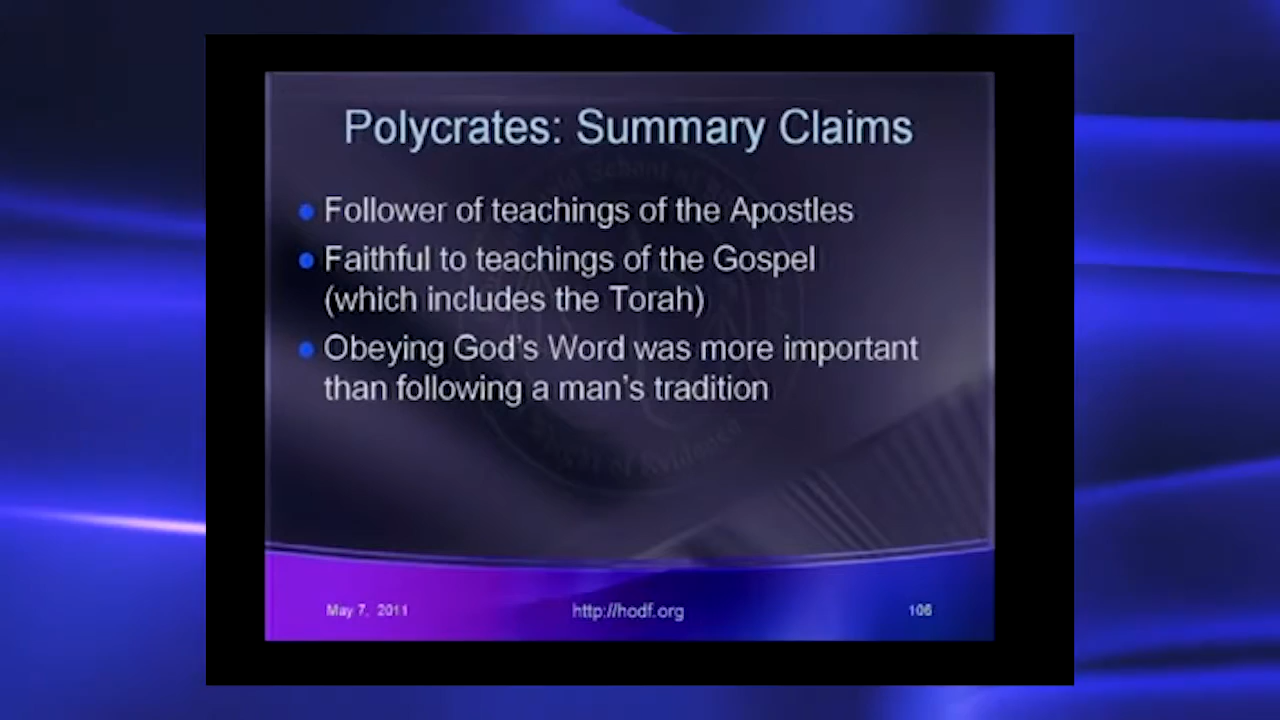 Polycrates: Summary Claims
Follower of teachings of the Apostles
Faithful to teachings of the Gospel
(which includes the Torah)
Obeying God's Word was more important
than following a man's tradition
May 7, 2011
http://hodf.org
106